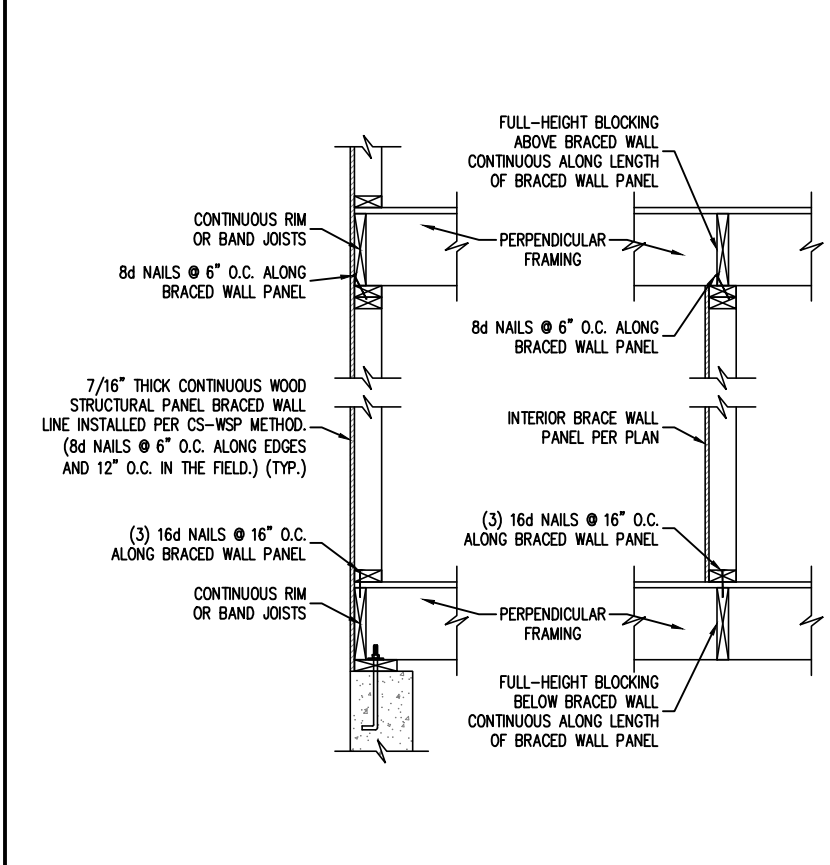 FULL-HEIGHT BLOCKING
ABOVE BRACED WALL
CONTINUOUS ALONG LENGTH
OF BRACED WALL PANEL
CONTINUOUS RIM
OR BAND JOISTS
PERPENDICULAR
FRAMING
8d NAILS @ 6" O.C. ALONG
BRACED WALL PANEL
8d NAILS @ 6" O.C. ALONG
BRACED WALL PANEL
7/16" THICK CONTINUOUS WOOD
STRUCTURAL PANEL BRACED WALL
LINE INSTALLED PER CS-WSP METHOD.
(8d NAILS @ 6" O.C. ALONG EDGES
AND 12" O.C. IN THE FIELD.) (TYP.)
INTERIOR BRACE WALL
PANEL PER PLAN
(3) 16d NAILS @ 16" O.C.
ALONG BRACED WALL PANEL
(3) 16d NAILS @ 16" O.C.
ALONG BRACED WALL PANEL
CONTINUOUS RIM
OR BAND JOISTS
PERPENDICULAR
FRAMING
FULL-HEIGHT BLOCKING
BELOW BRACED WALL
CONTINUOUS ALONG LENGTH
OF BRACED WALL PANEL